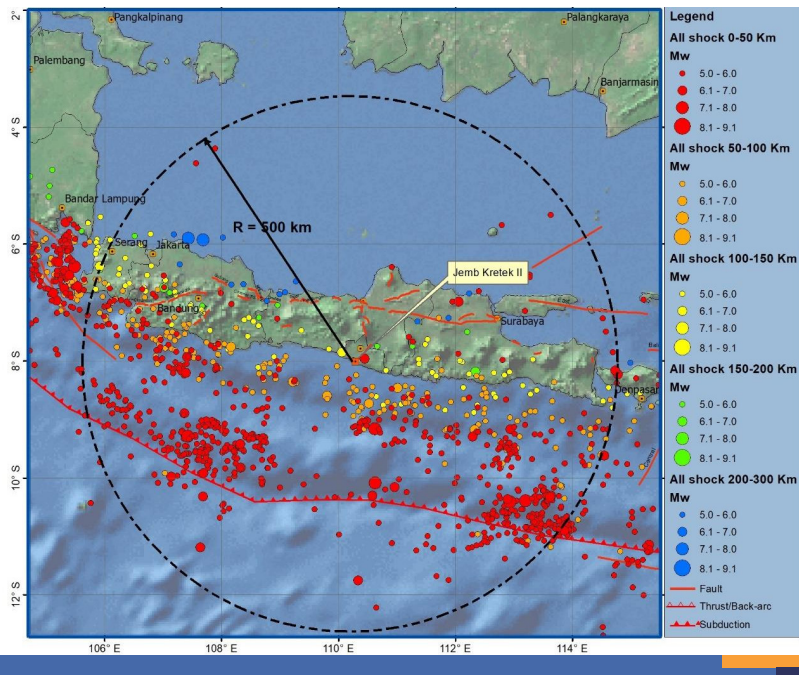 Pangkalpinang
Palangkaraya
Palembang
Banjarmasin
Bandar Lampung
Serang
Jakarta
R = 500 km
Jemb Kretek II
Bandung
Surabaya
Denpasar
2°
4° S
6° S
8° S
10° S
12° S
106° E
108° E
110° E
112° E
114° E
Legend
All shock 0-50 Km
Mw
5.0 - 6.0
6.1 - 7.0
7.1 - 8.0
8.1 - 9.1
All shock 50-100 Km
Mw
5.0 - 6.0
6.1 - 7.0
7.1 - 8.0
8.1 - 9.1
All shock 100-150 Km
Mw
5.0 - 6.0
6.1 - 7.0
7.1 - 8.0
8.1 - 9.1
All shock 150-200 Km
Mw
5.0 - 6.0
6.1 - 7.0
7.1 - 8.0
8.1 - 9.1
All shock 200-300 Km
Mw
5.0 - 6.0
6.1 - 7.0
7.1 - 8.0
8.1 - 9.1
Fault
Thrust/Back-arc
Subduction